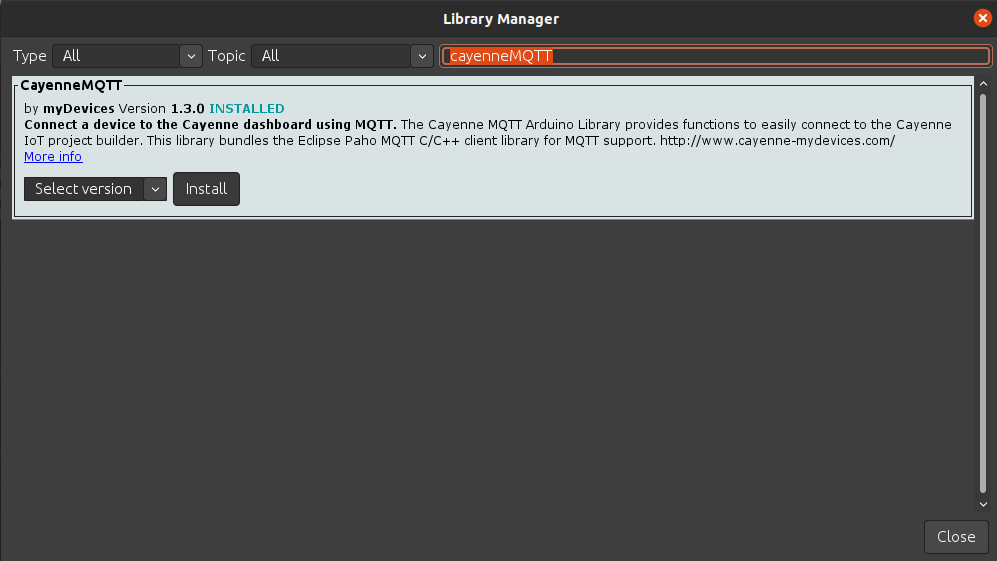 Library Manager
Type All Topic All cayenneMQTT
CayenneMQTT
by myDevices Version 1.3.0 INSTALLED
Connect a device to the Cayenne dashboard using MQTT. The Cayenne MQTT Arduino Library provides functions to easily connect to the Cayenne
IoT project builder. This library bundles the Eclipse Paho MQTT C/C++ client library for MQTT support. http://www.cayenne-mydevices.com/
More info
Select version Install
Close